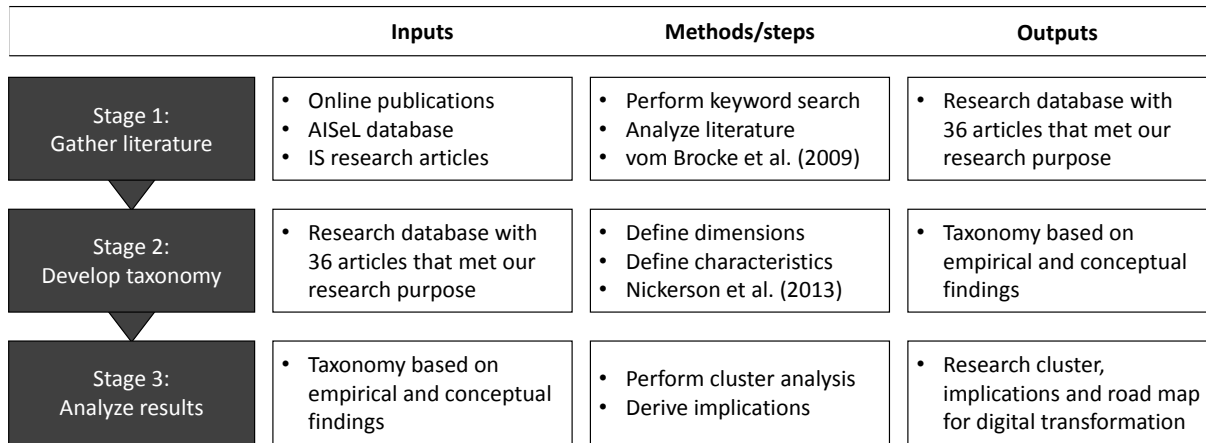 Inputs Methods/steps Outputs
Stage 1:
Gather literature
• Online publications
• AISeL database
• IS research articles
• Perform keyword search
• Analyze literature
• vom Brocke et al. (2009)
• Research database with
36 articles that met our
research purpose
Stage 2:
Develop taxonomy
• Research database with
36 articles that met our
research purpose
• Define dimensions
• Define characteristics
• Nickerson et al. (2013)
• Taxonomy based on
empirical and conceptual
findings
Stage 3:
Analyze results
• Taxonomy based on
empirical and conceptual
findings
• Perform cluster analysis
• Derive implications
• Research cluster,
implications and road map
for digital transformation